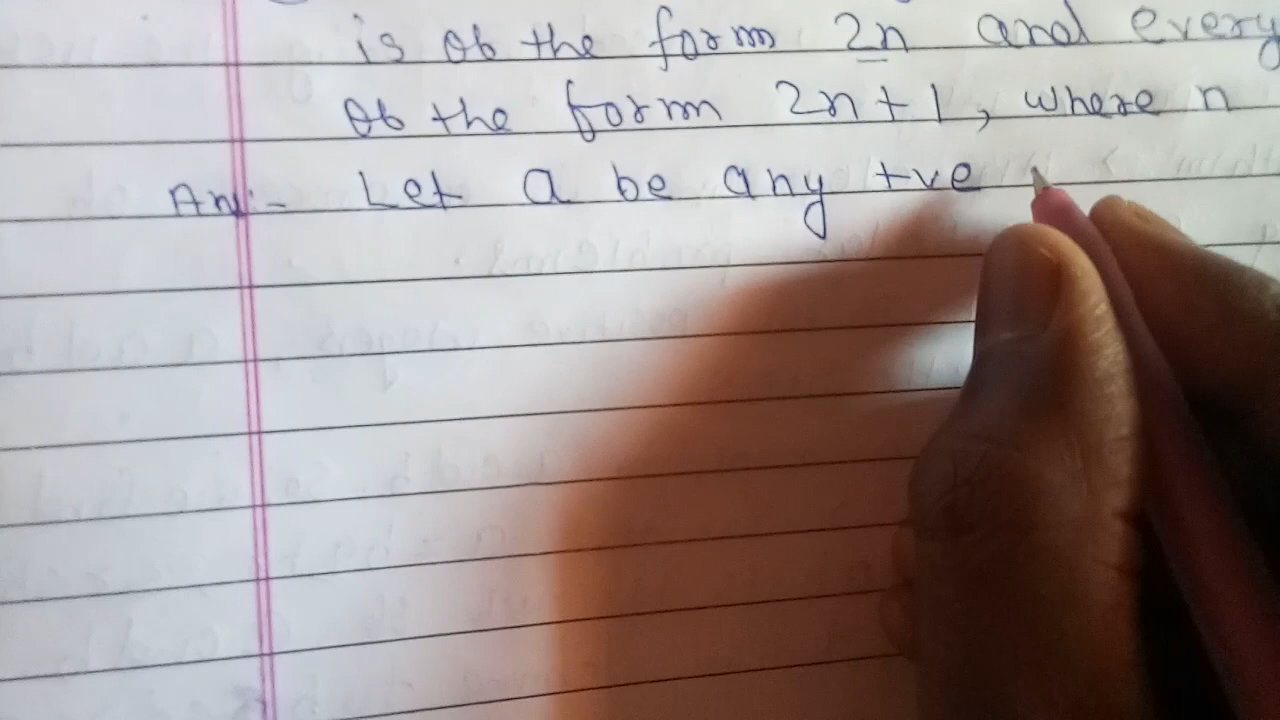 is of the form 2n and every
of the form 2n+1, where n
Ans:- Let a be any +ve